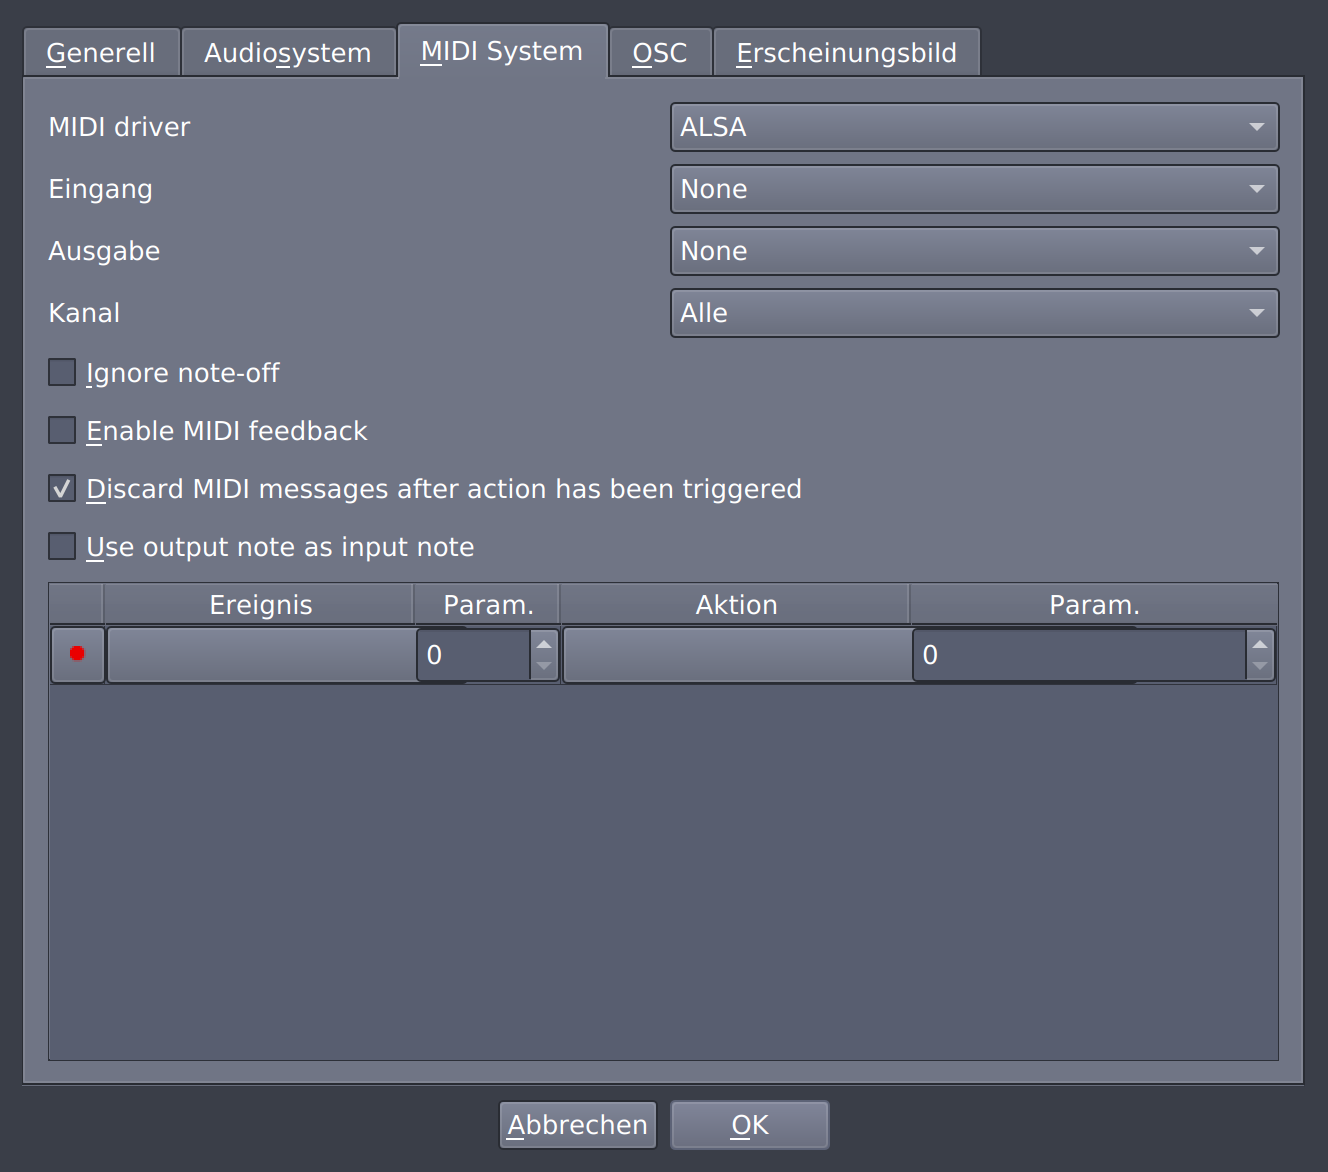 Generell Audiosystem MIDI System OSC Erscheinungsbild
MIDI driver ALSA
Eingang None
Ausgabe None
Kanal Alle
Ignore note-off
Enable MIDI feedback
Discard MIDI messages after action has been triggered
Use output note as input note
Ereignis Param. Aktion Param.
0 0
Abbrechen OK